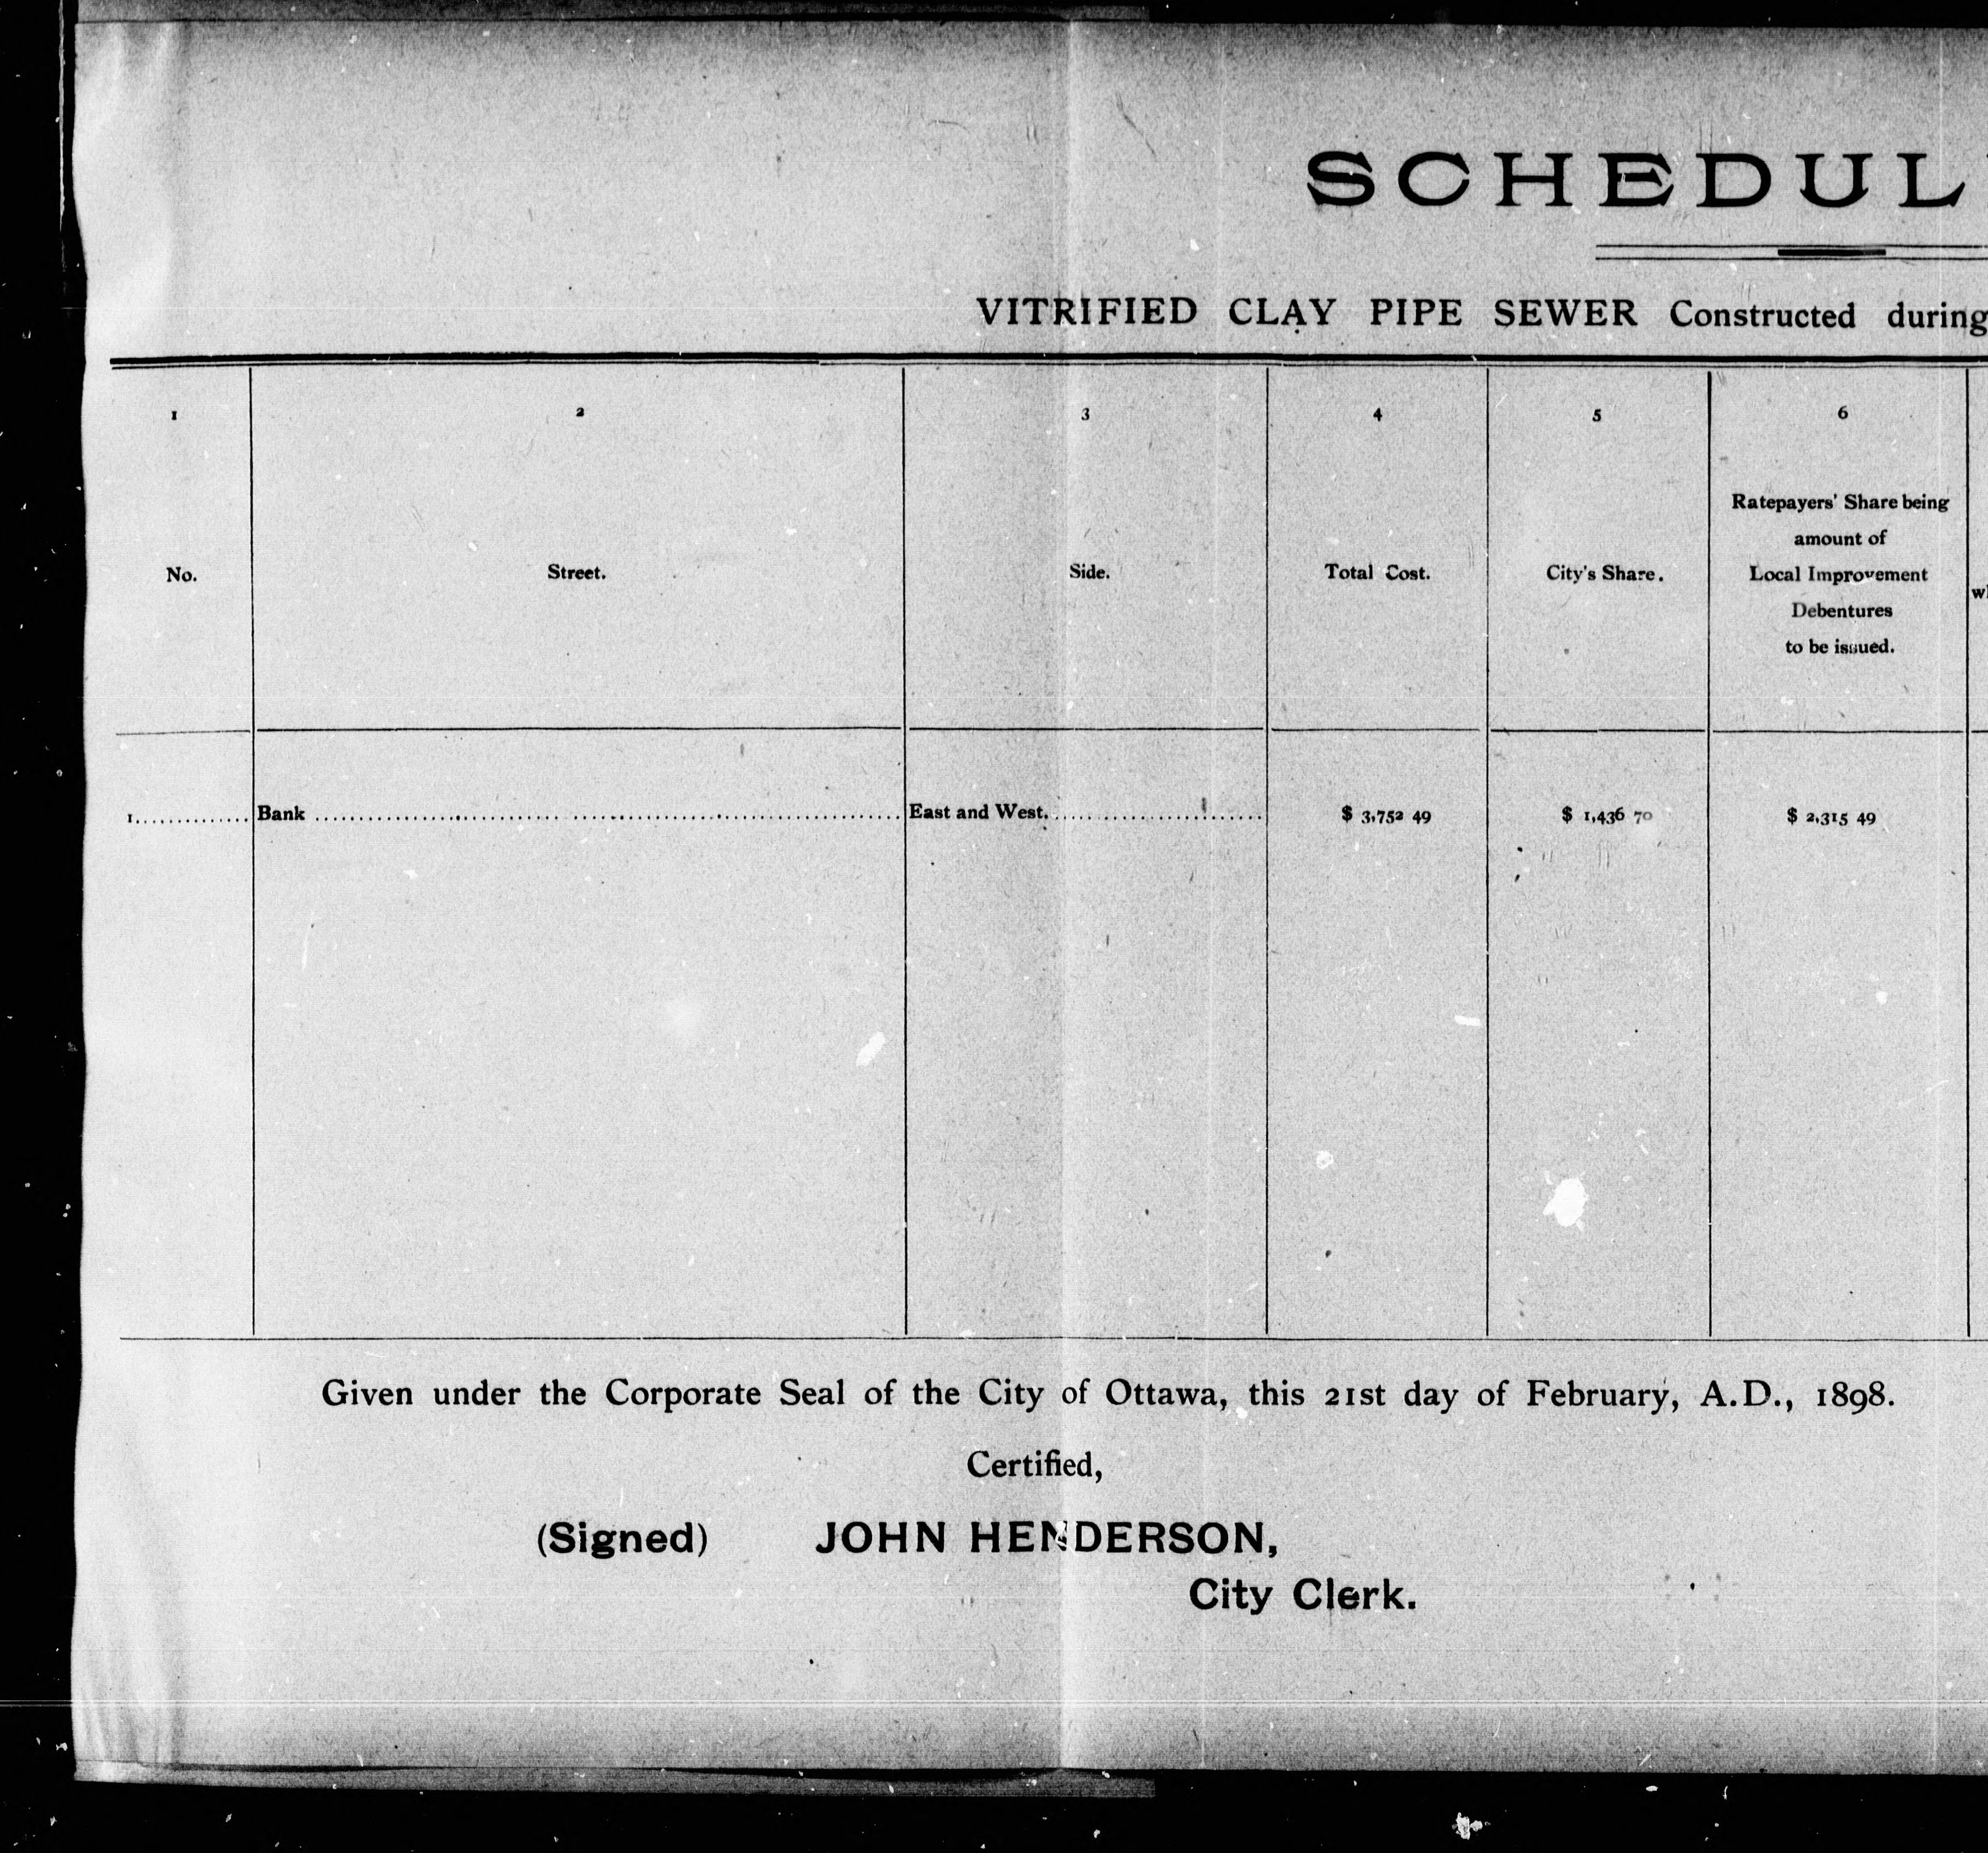 SCHEDUL
VITRIFIED CLAY PIPE SEWER Constructed during
1 2 3 4 5 6
No. Street. Side. Total Cost. City's Share.
Ratepayers' Share being
amount of
Local Improvement
Debentures
to be issued.
1.............. Bank ........................................ East and West. ........................ $ 3,752 49 $ 1,436 70 $ 2,315 49
Given under the Corporate Seal of the City of Ottawa, this 21st day of February, A.D., 1898.
Certified,
(Signed) JOHN HENDERSON,
City Clerk.